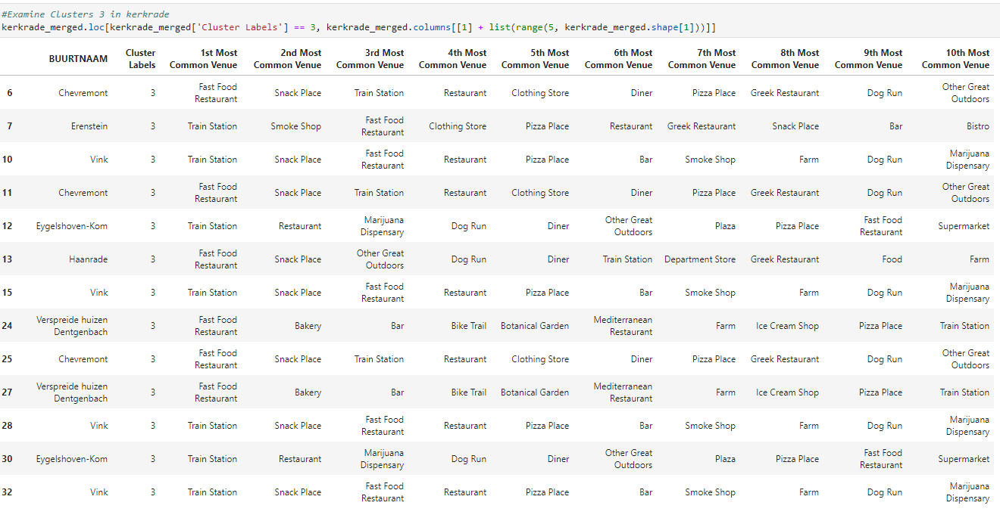 #Examine Clusters 3 in kerkrade
kerkrade_merged.loc[kerkrade_merged['Cluster Labels'] == 3, kerkrade_merged.columns[[1] + list(range(5, kerkrade_merged.shape[1]))]]
BUURTNAAM Cluster Labels 1st Most Common Venue 2nd Most Common Venue 3rd Most Common Venue 4th Most Common Venue 5th Most Common Venue 6th Most Common Venue 7th Most Common Venue 8th Most Common Venue 9th Most Common Venue 10th Most Common Venue
6 Chevremont 3 Fast Food Restaurant Snack Place Train Station Restaurant Clothing Store Diner Pizza Place Greek Restaurant Dog Run Other Great Outdoors
7 Erenstein 3 Train Station Smoke Shop Fast Food Restaurant Clothing Store Pizza Place Restaurant Greek Restaurant Snack Place Bar Bistro
10 Vink 3 Train Station Snack Place Fast Food Restaurant Restaurant Pizza Place Bar Smoke Shop Farm Dog Run Marijuana Dispensary
11 Chevremont 3 Fast Food Restaurant Snack Place Train Station Restaurant Clothing Store Diner Pizza Place Greek Restaurant Dog Run Other Great Outdoors
12 Eygelshoven-Kom 3 Train Station Restaurant Marijuana Dispensary Dog Run Diner Other Great Outdoors Plaza Pizza Place Fast Food Restaurant Supermarket
13 Haanrade 3 Fast Food Restaurant Snack Place Other Great Outdoors Dog Run Diner Train Station Department Store Greek Restaurant Food Farm
15 Vink 3 Train Station Snack Place Fast Food Restaurant Restaurant Pizza Place Bar Smoke Shop Farm Dog Run Marijuana Dispensary
24 Verspreide huizen Dentgenbach 3 Fast Food Restaurant Bakery Bar Bike Trail Botanical Garden Mediterranean Restaurant Farm Ice Cream Shop Pizza Place Train Station
25 Chevremont 3 Fast Food Restaurant Snack Place Train Station Restaurant Clothing Store Diner Pizza Place Greek Restaurant Dog Run Other Great Outdoors
27 Verspreide huizen Dentgenbach 3 Fast Food Restaurant Bakery Bar Bike Trail Botanical Garden Mediterranean Restaurant Farm Ice Cream Shop Pizza Place Train Station
28 Vink 3 Train Station Snack Place Fast Food Restaurant Restaurant Pizza Place Bar Smoke Shop Farm Dog Run Marijuana Dispensary
30 Eygelshoven-Kom 3 Train Station Restaurant Marijuana Dispensary Dog Run Diner Other Great Outdoors Plaza Pizza Place Fast Food Restaurant Supermarket
32 Vink 3 Train Station Snack Place Fast Food Restaurant Restaurant Pizza Place Bar Smoke Shop Farm Dog Run Marijuana Dispensary